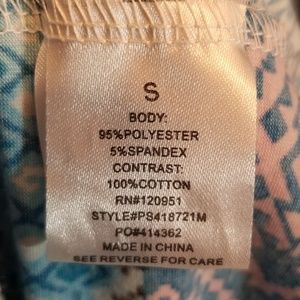 S
BODY:
95%POLYESTER
5%SPANDEX
CONTRAST:
100%COTTON
RN#120951
STYLE#PS418721M
PO#414362
MADE IN CHINA
SEE REVERSE FOR CARE